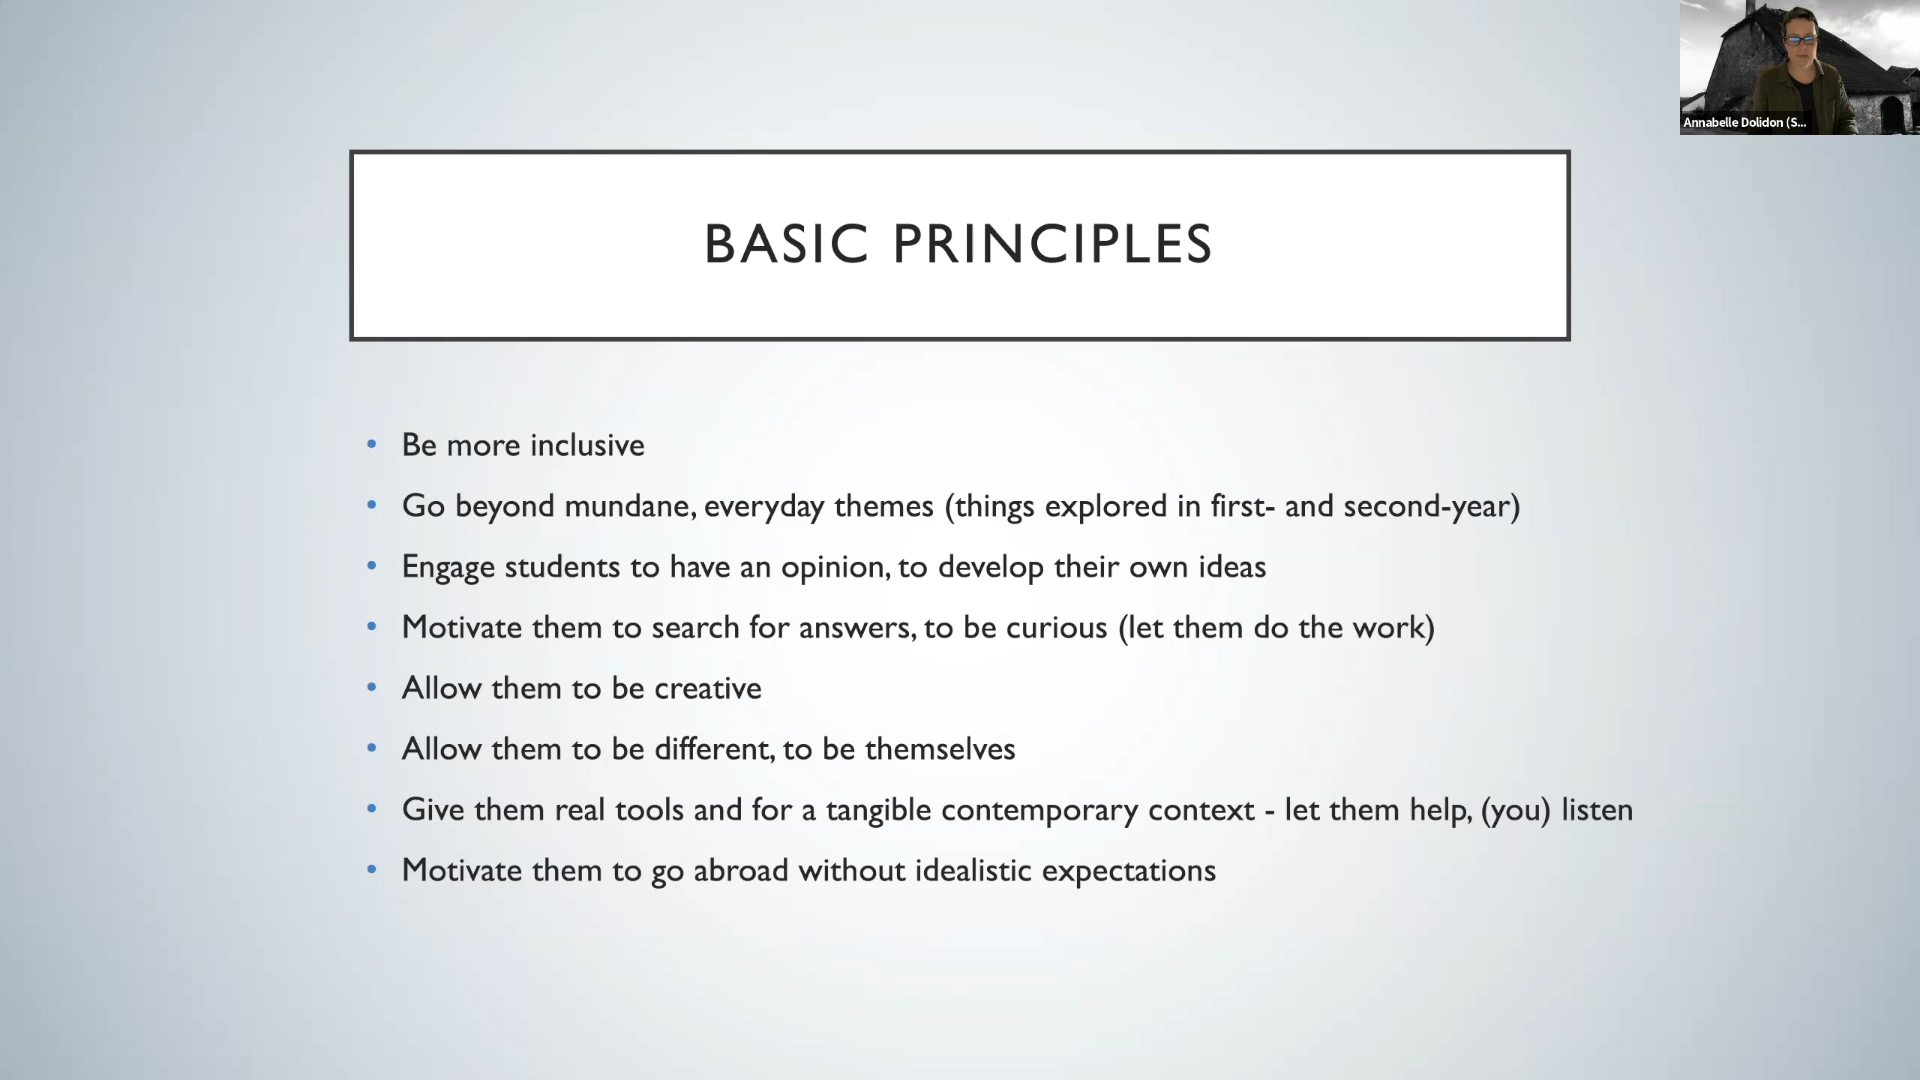 Annabelle Dolidon (S...
BASIC PRINCIPLES
• Be more inclusive
• Go beyond mundane, everyday themes (things explored in first- and second-year)
• Engage students to have an opinion, to develop their own ideas
• Motivate them to search for answers, to be curious (let them do the work)
• Allow them to be creative
• Allow them to be different, to be themselves
• Give them real tools and for a tangible contemporary context - let them help, (you) listen
• Motivate them to go abroad without idealistic expectations